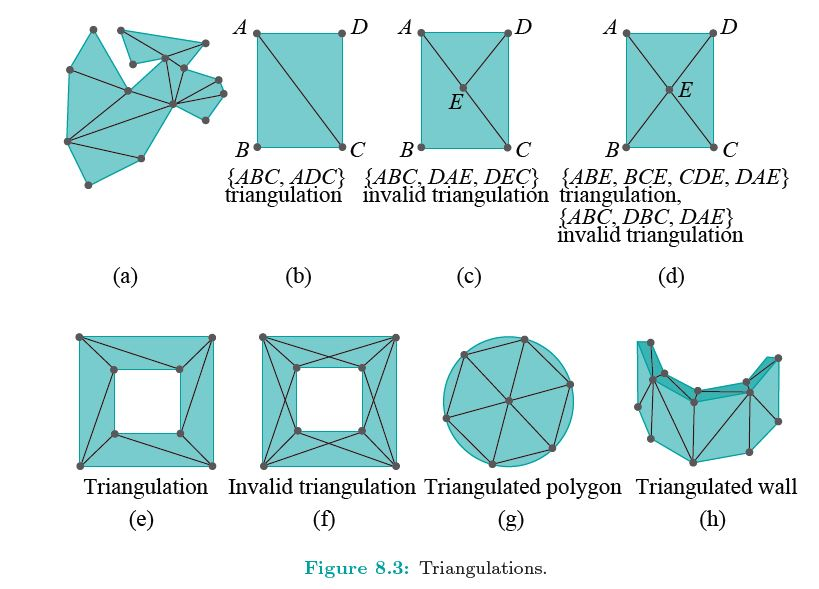 A D A D A D
E E
B C B C B C
{ABC, ADC} {ABC, DAE, DEC} {ABE, BCE, CDE, DAE}
triangulation invalid triangulation triangulation,
{ABC, DBC, DAE}
invalid triangulation
(a) (b) (c) (d)
Triangulation Invalid triangulation Triangulated polygon Triangulated wall
(e) (f) (g) (h)
Figure 8.3: Triangulations.